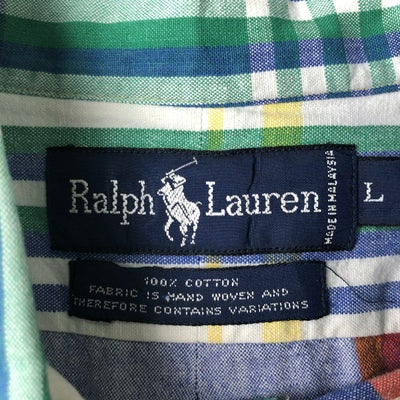 Ralph Lauren
MADE IN MALAYSIA
L
100% COTTON
FABRIC IS HAND WOVEN AND
THEREFORE CONTAINS VARIATIONS